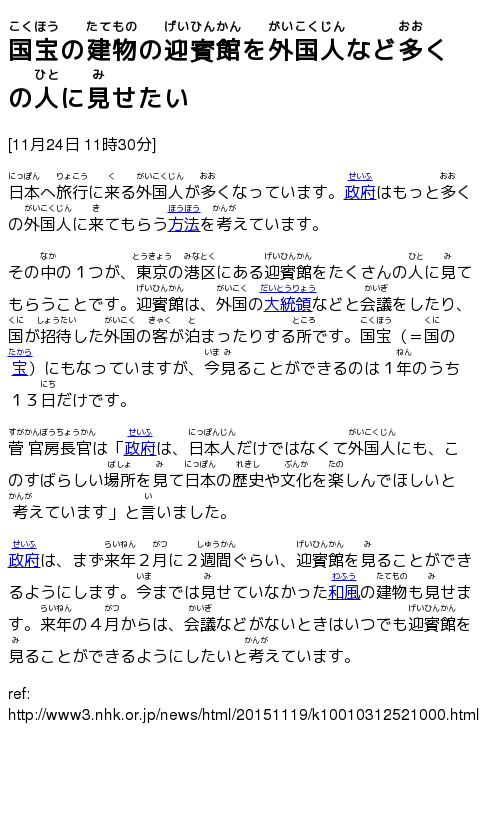 こくほう たてもの げいひんかん がいこくじん おお
国宝の建物の迎賓館を外国人など多く
ひと み
の人に見せたい
[11月24日 11時30分]
にっぽん りょこう く がいこくじん おお せいふ おお
日本へ旅行に来る外国人が多くなっています。政府はもっと多く
がいこくじん き ほうほう かんが
の外国人に来てもらう方法を考えています。
なか とうきょう みなとく げいひんかん ひと み
その中の１つが、東京の港区にある迎賓館をたくさんの人に見て
げいひんかん がいこく だいとうりょう かいぎ
もらうことです。迎賓館は、外国の大統領などと会議をしたり、
くに しょうたい がいこく きゃく と ところ こくほう くに
国が招待した外国の客が泊まったりする所です。国宝（＝国の
たから いま み ねん
宝）にもなっていますが、今見ることができるのは１年のうち
にち
１３日だけです。
すがかんぼうちょうかん せいふ にっぽんじん がいこくじん
菅官房長官は「政府は、日本人だけではなくて外国人にも、こ
ばしょ み にっぽん れきし ぶんか たの
のすばらしい場所を見て日本の歴史や文化を楽しんでほしいと
かんが い
考えています」と言いました。
せいふ らいねん がつ しゅうかん げいひんかん み
政府は、まず来年２月に２週間ぐらい、迎賓館を見ることができ
いま み わふう たてもの み
るようにします。今までは見せていなかった和風の建物も見せま
らいねん がつ かいぎ げいひんかん
す。来年の４月からは、会議などがないときはいつでも迎賓館を
み かんが
見ることができるようにしたいと考えています。
ref:
http://www3.nhk.or.jp/news/html/20151119/k10010312521000.html